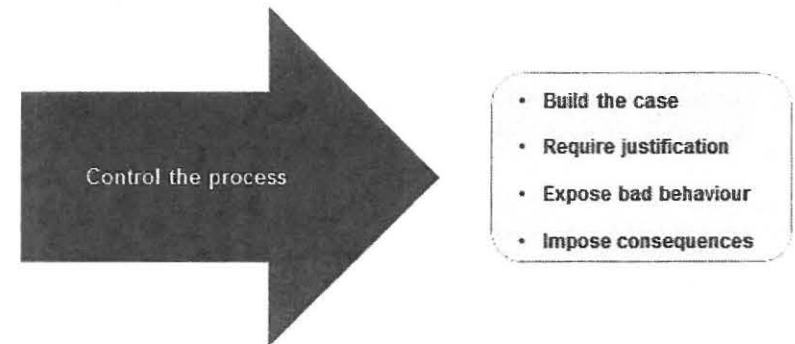 Control the process
• Build the case
• Require justification
• Expose bad behaviour
• Impose consequences